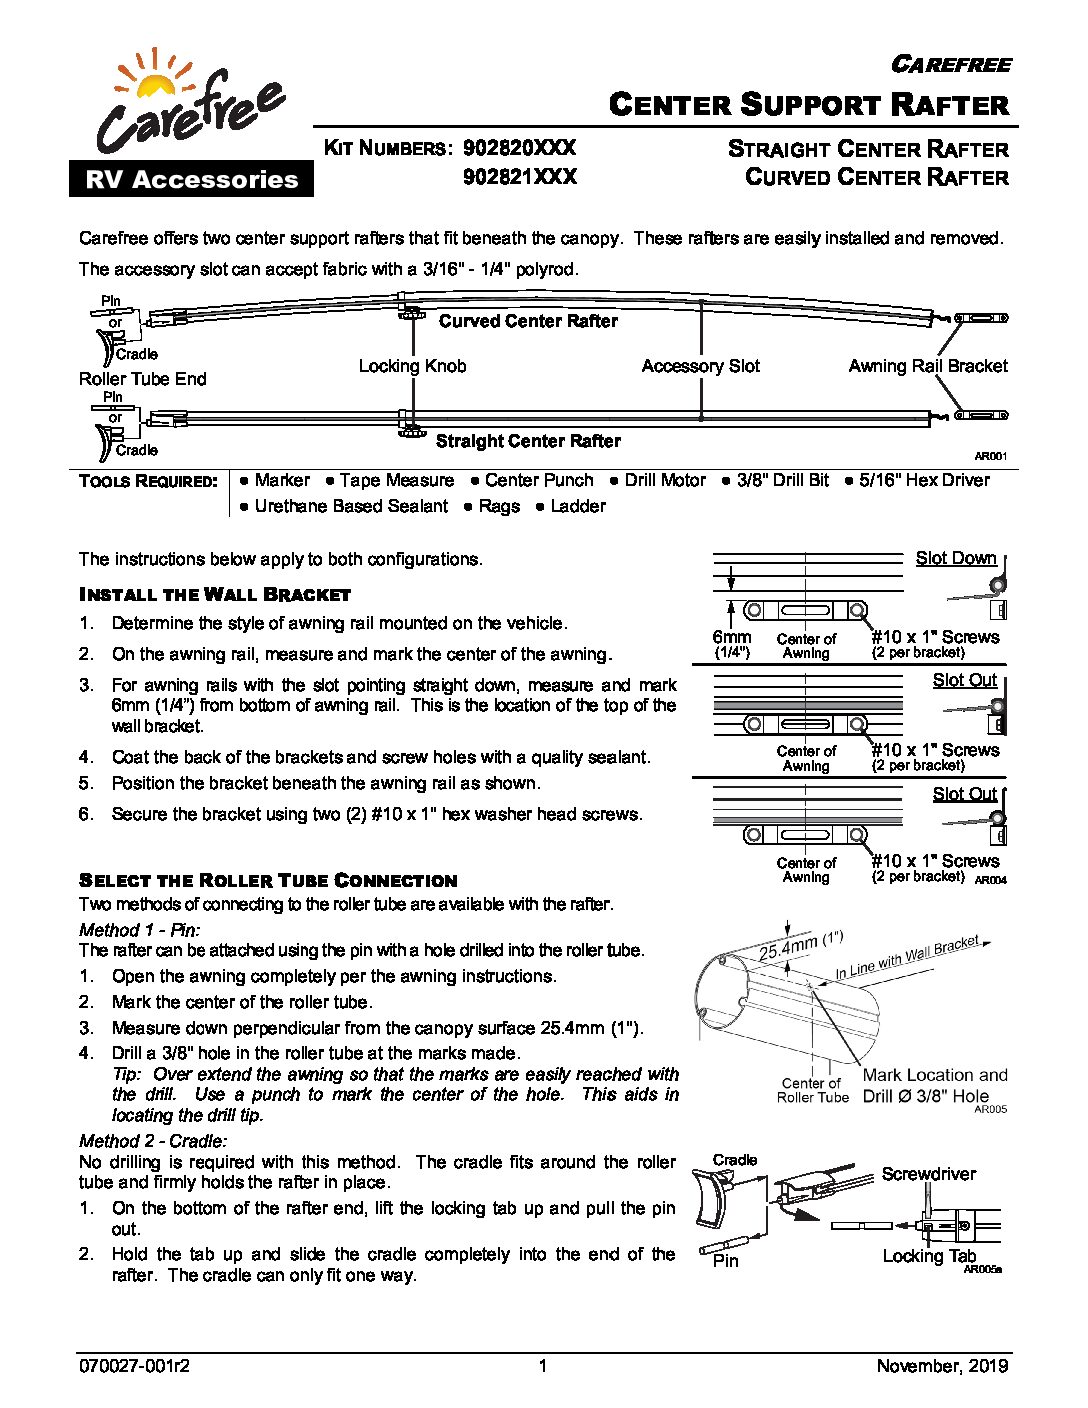 Carefree
RV Accessories
CAREFREE
CENTER SUPPORT RAFTER
KIT NUMBERS: 902820XXX
902821XXX
STRAIGHT CENTER RAFTER
CURVED CENTER RAFTER
Carefree offers two center support rafters that fit beneath the canopy. These rafters are easily installed and removed.
The accessory slot can accept fabric with a 3/16" - 1/4" polyrod.
Pin
or
Cradle
Roller Tube End
Curved Center Rafter
Locking Knob
Accessory Slot
Awning Rail Bracket
Pin
or
Cradle
Straight Center Rafter
AR001
TOOLS REQUIRED:
● Marker ● Tape Measure ● Center Punch ● Drill Motor ● 3/8" Drill Bit ● 5/16" Hex Driver
● Urethane Based Sealant ● Rags ● Ladder
The instructions below apply to both configurations.
INSTALL THE WALL BRACKET
1. Determine the style of awning rail mounted on the vehicle.
2. On the awning rail, measure and mark the center of the awning.
3. For awning rails with the slot pointing straight down, measure and mark
6mm (1/4") from bottom of awning rail. This is the location of the top of the
wall bracket.
4. Coat the back of the brackets and screw holes with a quality sealant.
5. Position the bracket beneath the awning rail as shown.
6. Secure the bracket using two (2) #10 x 1" hex washer head screws.
Slot Down
6mm
(1/4")
Center of
Awning
#10 x 1" Screws
(2 per bracket)
Slot Out
Center of
Awning
#10 x 1" Screws
(2 per bracket)
Slot Out
Center of
Awning
#10 x 1" Screws
(2 per bracket)
AR004
SELECT THE ROLLER TUBE CONNECTION
Two methods of connecting to the roller tube are available with the rafter.
Method 1 - Pin:
The rafter can be attached using the pin with a hole drilled into the roller tube.
1. Open the awning completely per the awning instructions.
2. Mark the center of the roller tube.
3. Measure down perpendicular from the canopy surface 25.4mm (1").
4. Drill a 3/8" hole in the roller tube at the marks made.
Tip: Over extend the awning so that the marks are easily reached with
the drill. Use a punch to mark the center of the hole. This aids in
locating the drill tip.
25.4mm (1")
In Line with Wall Bracket
Center of
Roller Tube
Mark Location and
Drill Ø 3/8" Hole
AR005
Method 2 - Cradle:
No drilling is required with this method. The cradle fits around the roller
tube and firmly holds the rafter in place.
1. On the bottom of the rafter end, lift the locking tab up and pull the pin
out.
2. Hold the tab up and slide the cradle completely into the end of the
rafter. The cradle can only fit one way.
Cradle
Screwdriver
Pin
Locking Tab
AR005a
070027-001r2
1
November, 2019